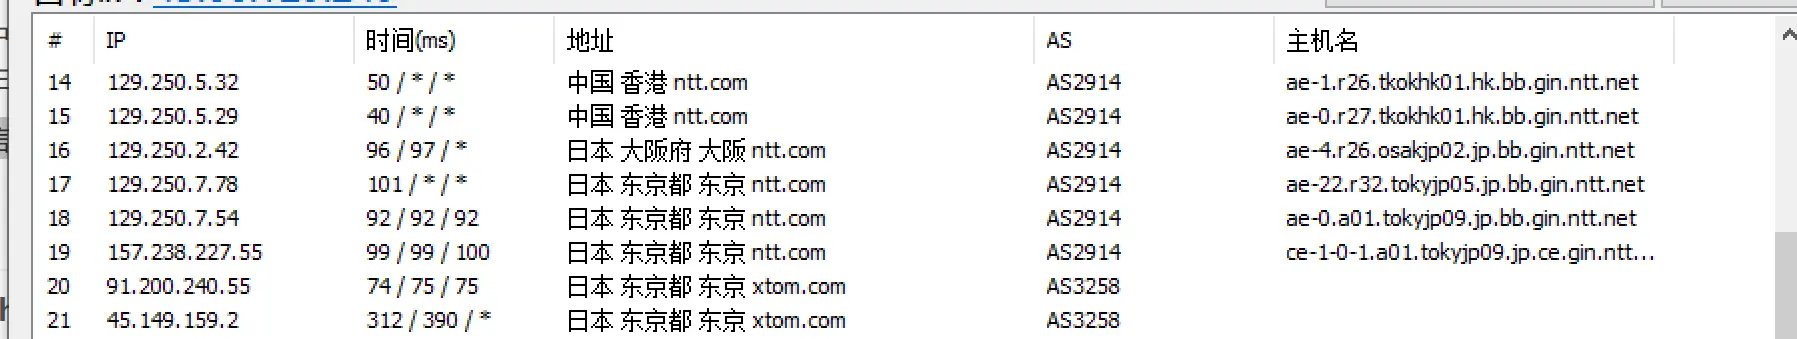 # IP 时间(ms) 地址 AS 主机名
14 129.250.5.32 50 / * / * 中国 香港 ntt.com AS2914 ae-1.r26.tkokhk01.hk.bb.gin.ntt.net
15 129.250.5.29 40 / * / * 中国 香港 ntt.com AS2914 ae-0.r27.tkokhk01.hk.bb.gin.ntt.net
16 129.250.2.42 96 / 97 / * 日本 大阪府 大阪 ntt.com AS2914 ae-4.r26.osakjp02.jp.bb.gin.ntt.net
17 129.250.7.78 101 / * / * 日本 东京都 东京 ntt.com AS2914 ae-22.r32.tokyjp05.jp.bb.gin.ntt.net
18 129.250.7.54 92 / 92 / 92 日本 东京都 东京 ntt.com AS2914 ae-0.a01.tokyjp09.jp.bb.gin.ntt.net
19 157.238.227.55 99 / 99 / 100 日本 东京都 东京 ntt.com AS2914 ce-1-0-1.a01.tokyjp09.jp.ce.gin.ntt...
20 91.200.240.55 74 / 75 / 75 日本 东京都 东京 xtom.com AS3258
21 45.149.159.2 312 / 390 / * 日本 东京都 东京 xtom.com AS3258